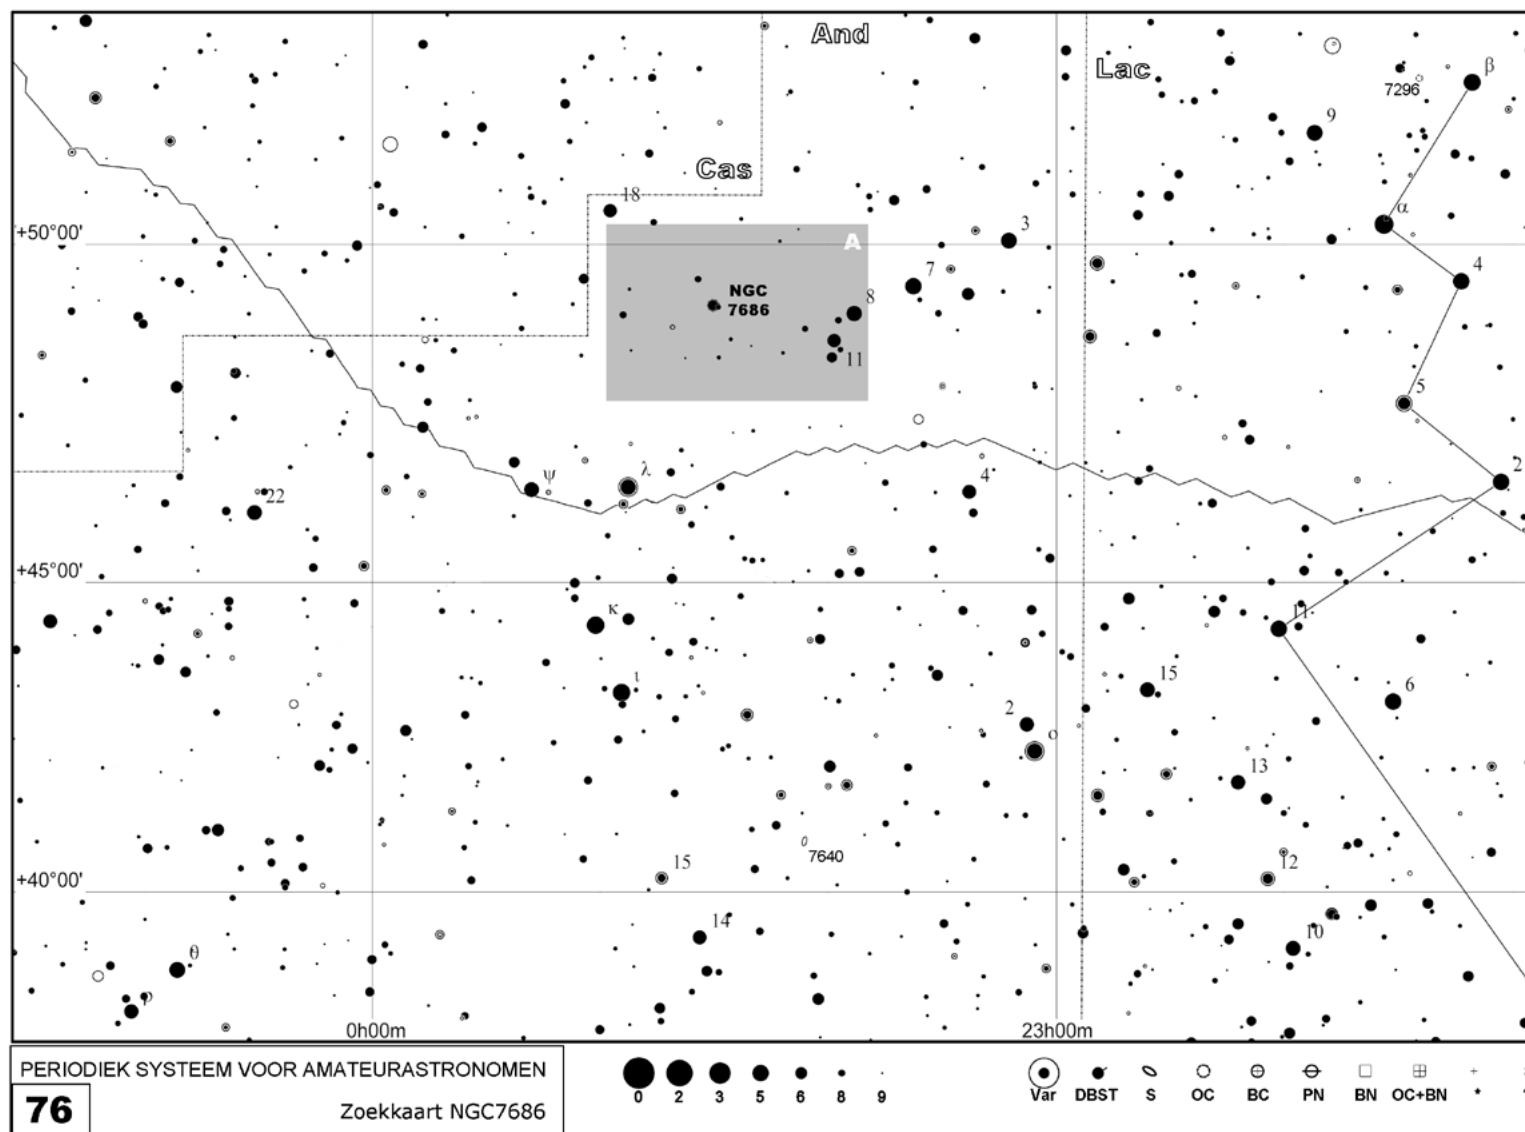 And
Lac
β
7296
9
Cas
18
α
+50°00'
A
3
4
7
NGC
7686
8
11
5
ψ
λ
4
2
22
+45°00'
κ
11
ι
15
6
2
ο
13
7640
15
12
+40°00'
14
10
θ
ρ
0h00m
23h00m
PERIODIEK SYSTEEM VOOR AMATEURASTRONOMEN
76
Zoekkaart NGC7686
0 2 3 5 6 8 9
Var DBST S OC BC PN BN OC+BN *